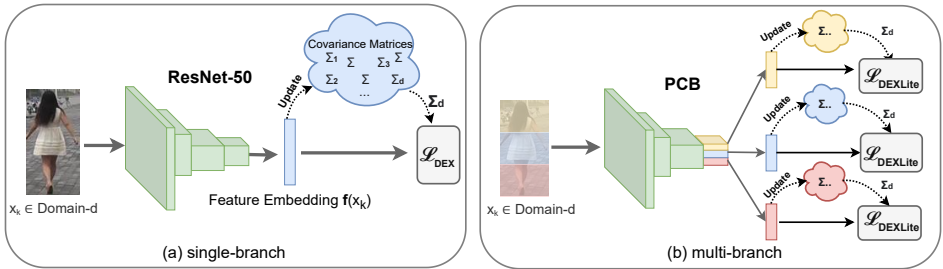 ResNet-50
Covariance Matrices
Σ₁ Σ Σ₃ Σ
Σ₂ Σ Σd
...
Update
Σd
ℒDEX
xₖ ∈ Domain-d
Feature Embedding f(xₖ)
(a) single-branch
PCB
Update
Σ..
Σd
ℒDEXLite
Update
Σ..
Σd
ℒDEXLite
Update
Σ..
Σd
ℒDEXLite
xₖ ∈ Domain-d
(b) multi-branch